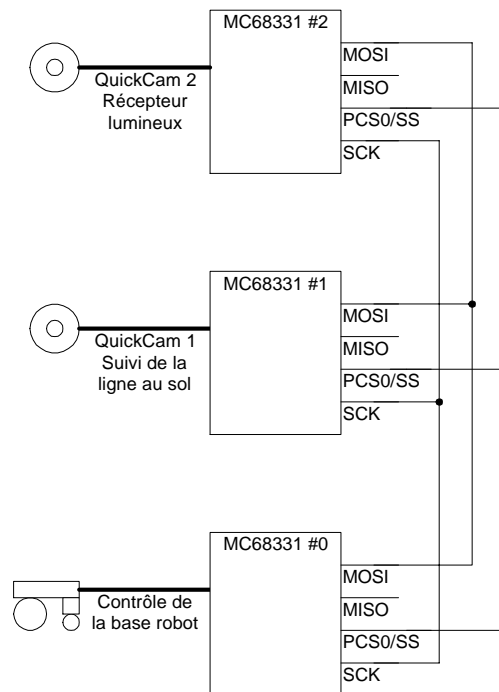 MC68331 #2
MOSI
QuickCam 2
Récepteur
lumineux
MISO
PCS0/SS
SCK
MC68331 #1
MOSI
QuickCam 1
Suivi de la
ligne au sol
MISO
PCS0/SS
SCK
MC68331 #0
MOSI
Contrôle de
la base robot
MISO
PCS0/SS
SCK